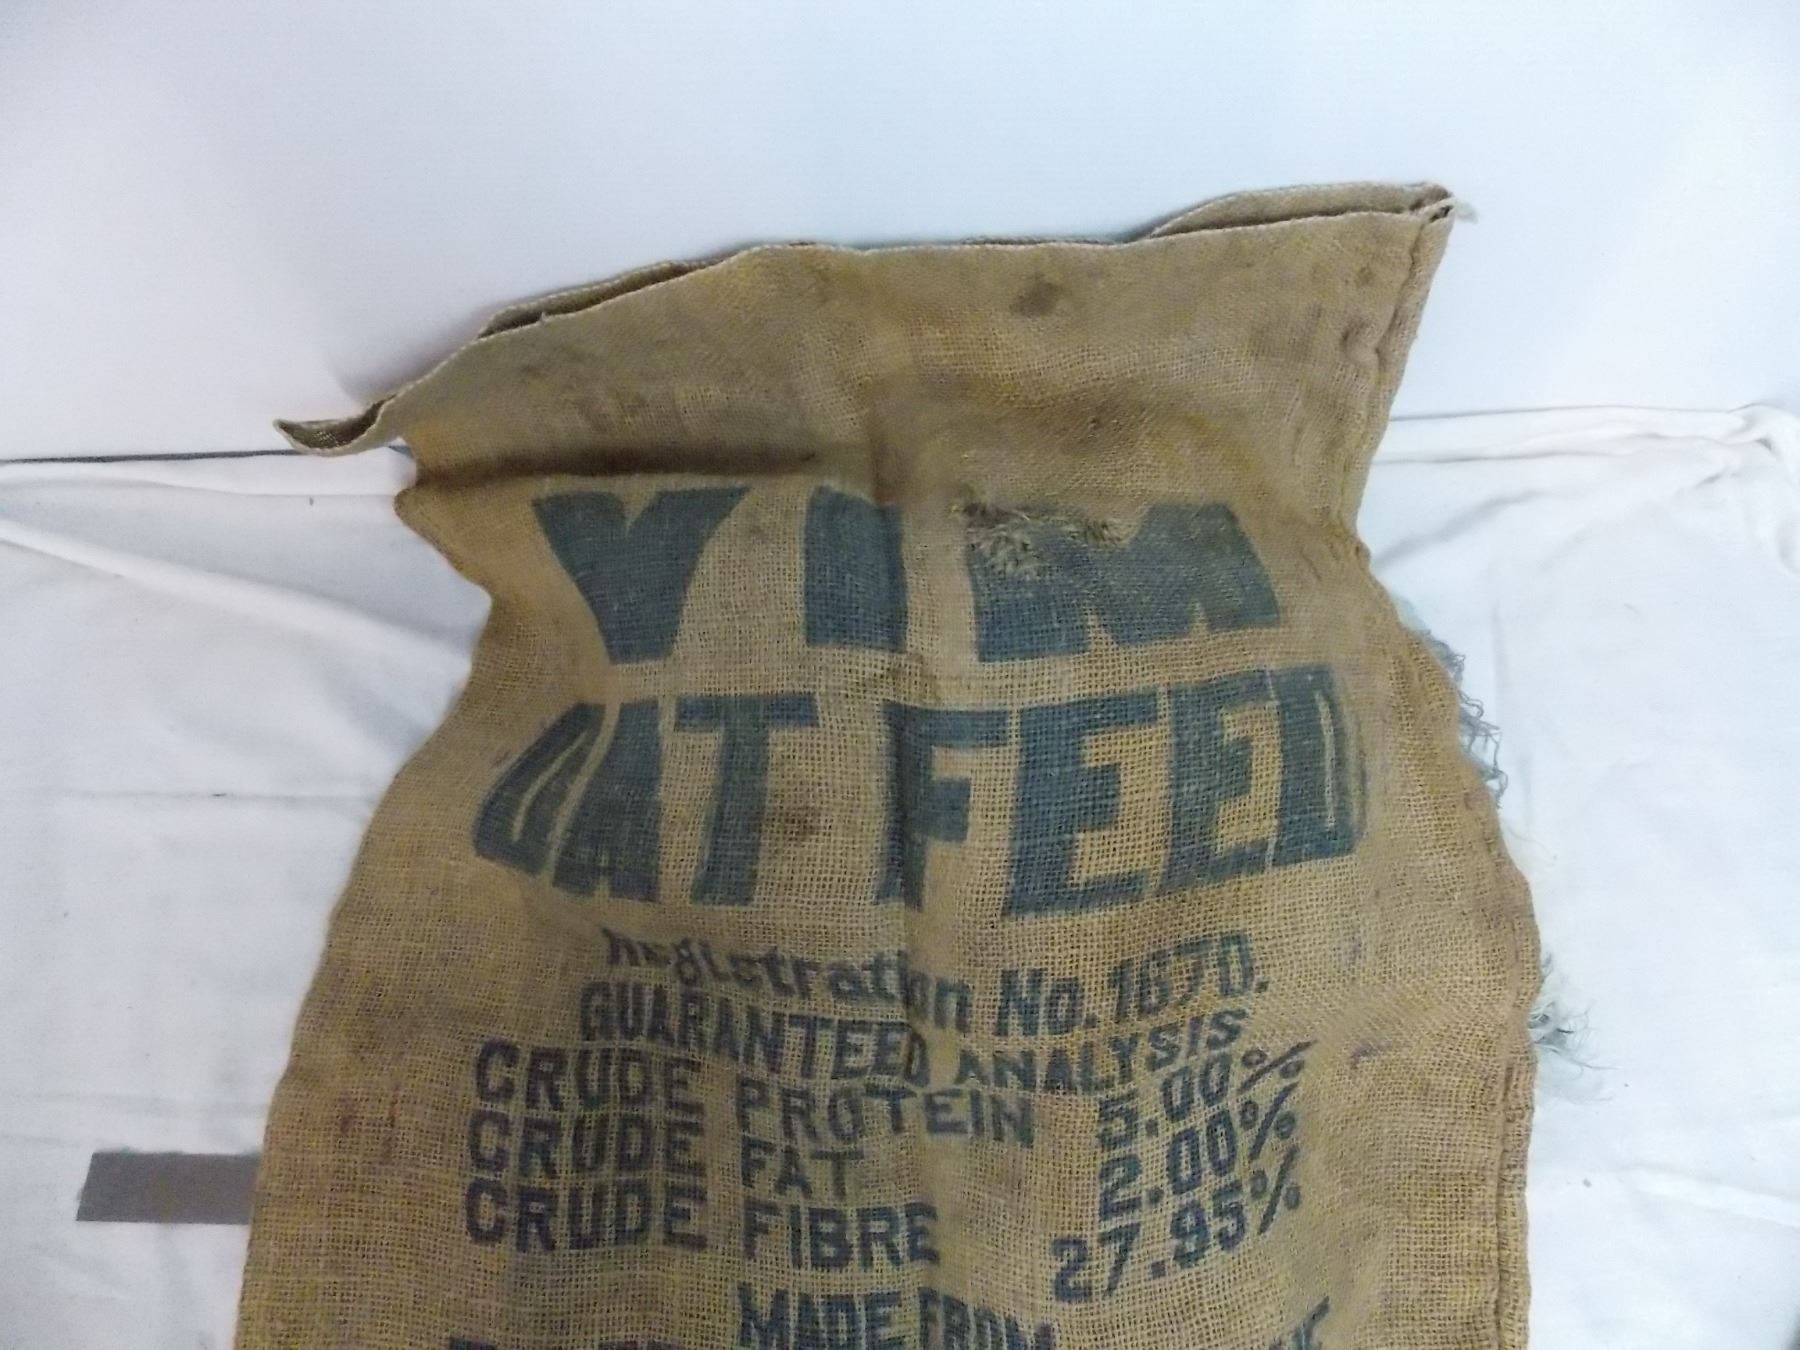 VIM
OAT FEED
Registration No. 1670.
GUARANTEED ANALYSIS
CRUDE PROTEIN 5.00%
CRUDE FAT 2.00%
CRUDE FIBRE 27.95%
MADE FROM